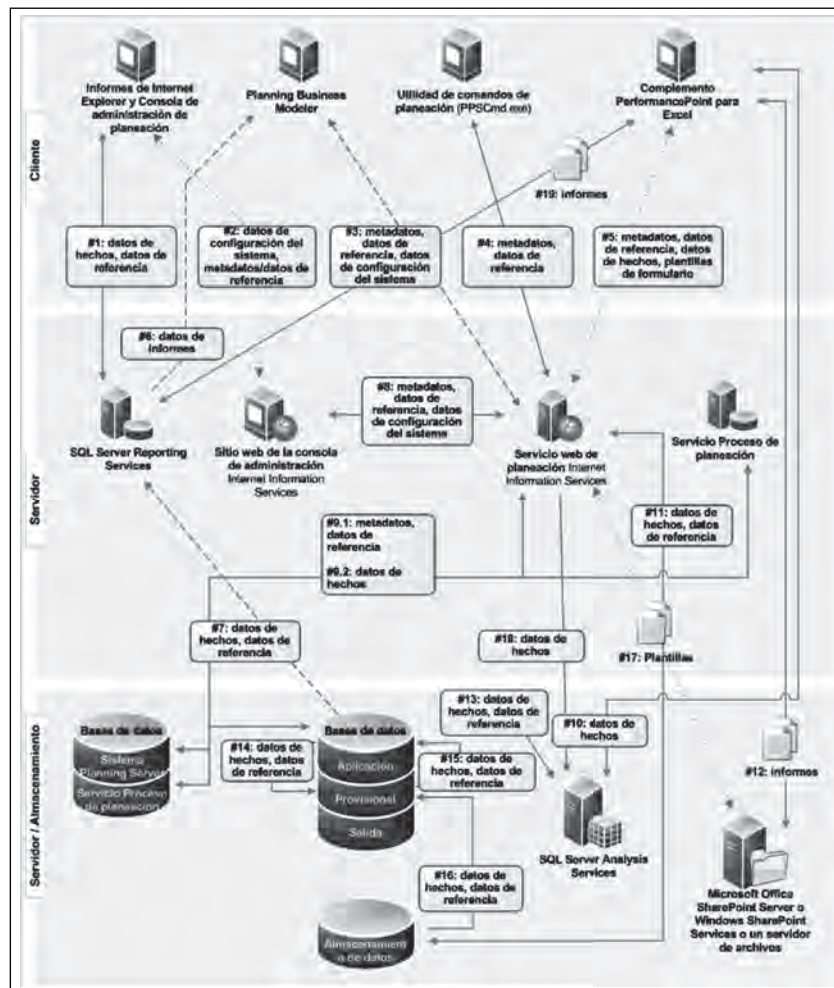 Informes de Internet
Explorer y Consola de
administración de
planeación
Planning Business
Modeler
Utilidad de comandos de
planeación (PPSCmd.exe)
Complemento
PerformancePoint para
Excel
Cliente
#19: informes
#1: datos de
hechos, datos de
referencia
#2: datos de
configuración del
sistema,
metadatos/datos de
referencia
#3: metadatos,
datos de
referencia, datos
de configuración
del sistema
#4: metadatos,
datos de
referencia
#5: metadatos, datos
de referencia, datos
de hechos, plantillas
de formulario
#6: datos de
informes
Servidor
SQL Server Reporting
Services
Sitio web de la consola
de administración
Internet Information
Services
#8: metadatos,
datos de
referencia, datos
de configuración
del sistema
Servicio web de
planeación Internet
Information Services
Servicio Proceso de
planeación
#9.1: metadatos,
datos de
referencia
#9.2: datos de
hechos
#11: datos de
hechos, datos
de referencia
#7: datos de
hechos, datos de
referencia
#18: datos de
hechos
#17: Plantillas
Servidor / Almacenamiento
Bases de datos
Sistema
Planning Server
Servicio Proceso
de planeación
#14: datos de
hechos, datos
de referencia
Bases de datos
Aplicación
Provisional
Salida
#13: datos
de hechos,
datos de
referencia
#15: datos de
hechos, datos
de referencia
#10: datos de
hechos
#12: informes
SQL Server Analysis
Services
#16: datos de
hechos, datos
de referencia
Almacenamient
o de datos
Microsoft Office
SharePoint Server o
Windows SharePoint
Services o un servidor
de archivos